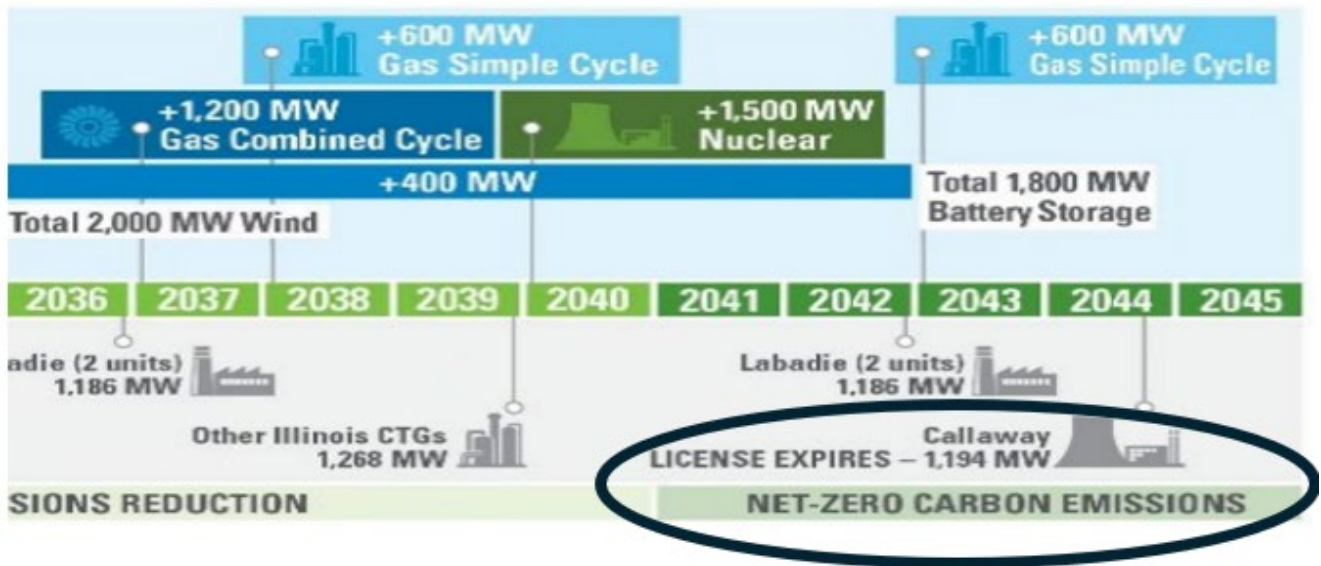 +600 MW
Gas Simple Cycle
+600 MW
Gas Simple Cycle
+1,200 MW
Gas Combined Cycle
+1,500 MW
Nuclear
+400 MW
Total 1,800 MW
Battery Storage
Total 2,000 MW Wind
2036 2037 2038 2039 2040 2041 2042 2043 2044 2045
adie (2 units)
1,186 MW
Labadie (2 units)
1,186 MW
Other Illinois CTGs
1,268 MW
Callaway
LICENSE EXPIRES – 1,194 MW
SIONS REDUCTION
NET-ZERO CARBON EMISSIONS